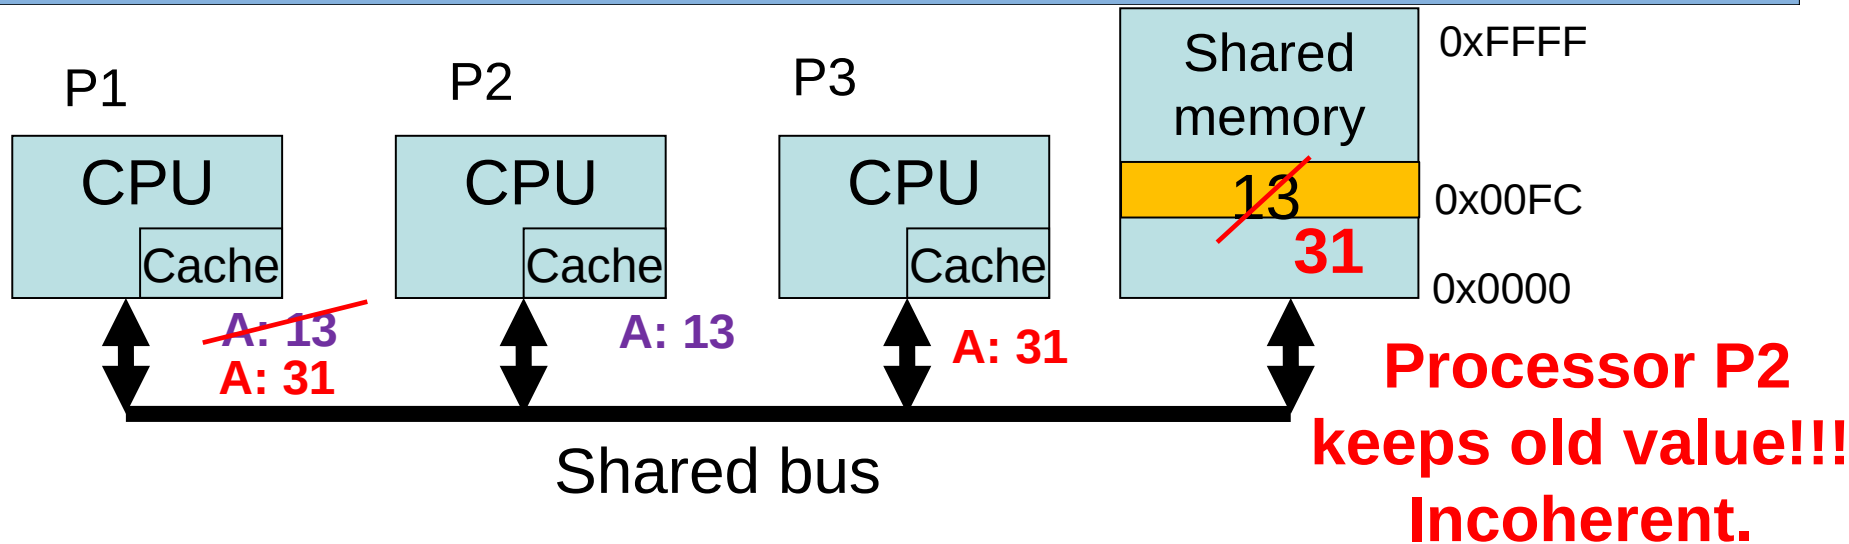 P1
P2
P3
Shared
memory
0xFFFF
CPU
CPU
CPU
13
0x00FC
31
Cache
Cache
Cache
0x0000
A: 13
A: 31
A: 13
A: 31
Processor P2
keeps old value!!!
Incoherent.
Shared bus